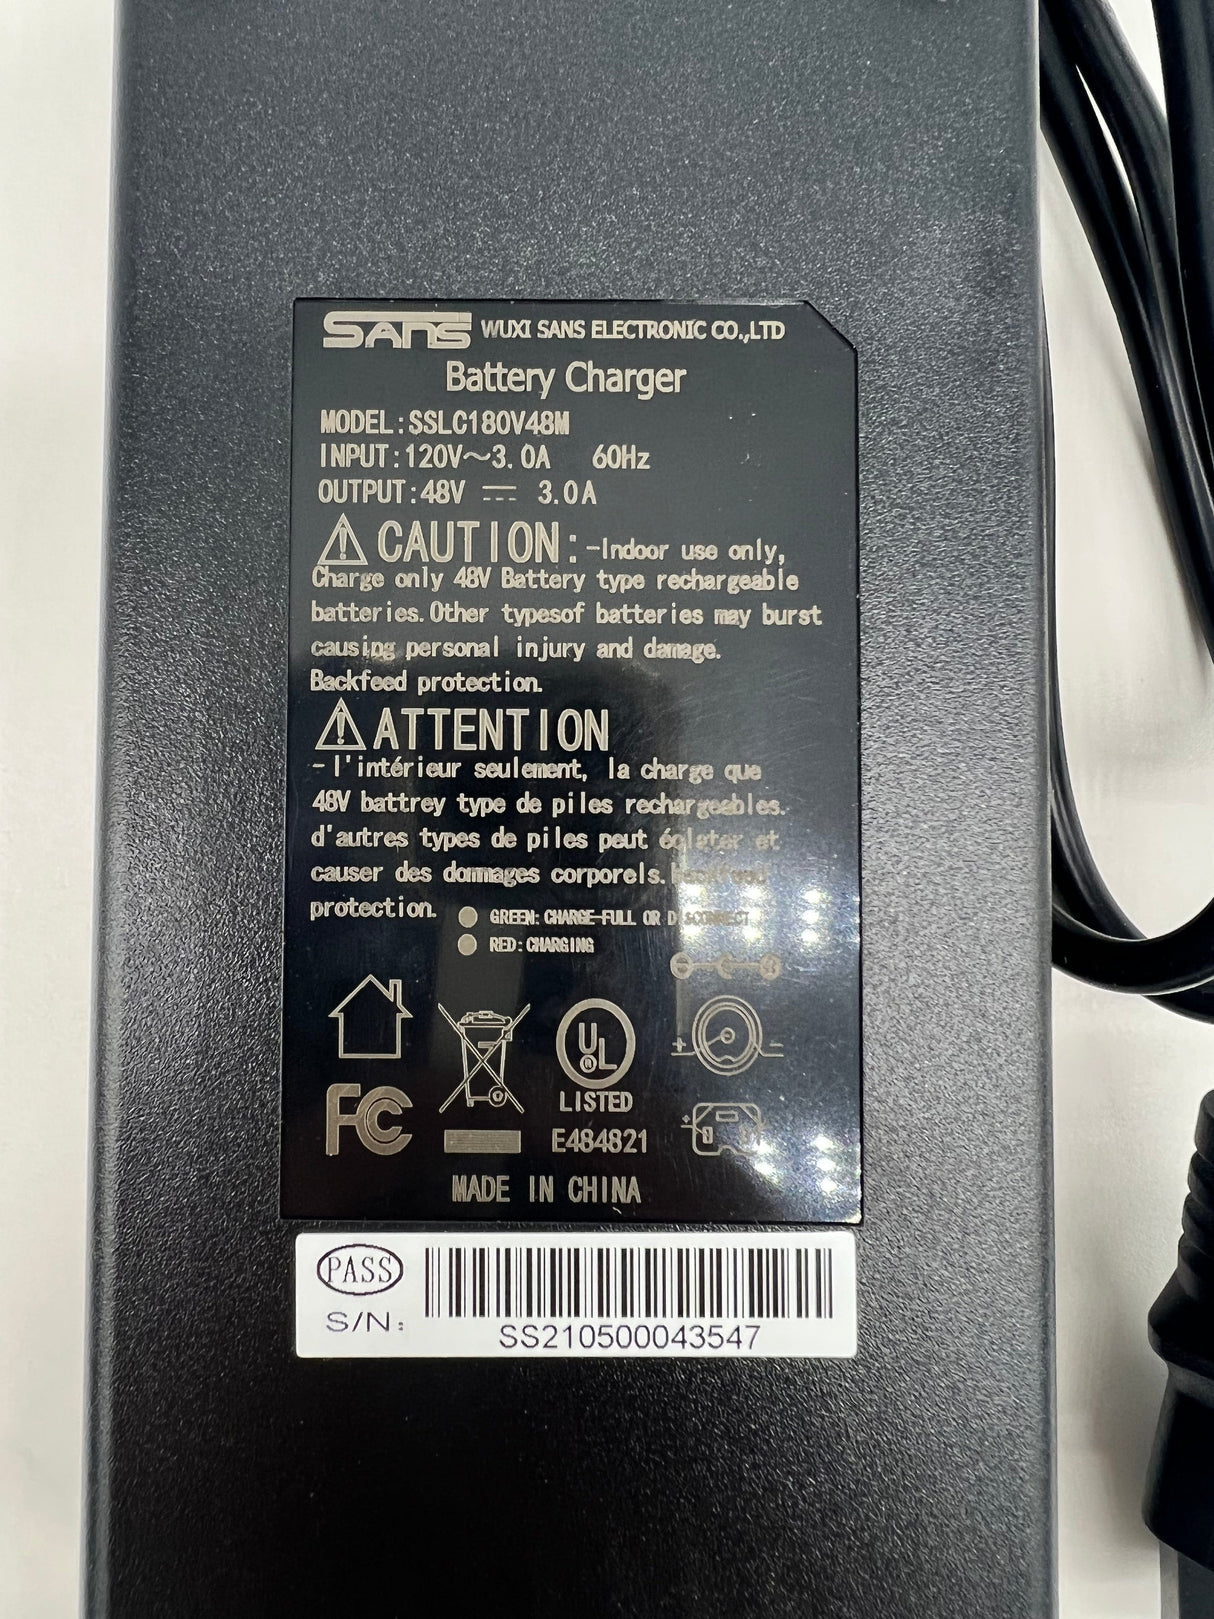 SANS WUXI SANS ELECTRONIC CO.,LTD
Battery Charger
MODEL:SSLC180V48M
INPUT:120V～3.0A 60Hz
OUTPUT:48V ⎓ 3.0A
⚠ CAUTION:-Indoor use only,
Charge only 48V Battery type rechargeable
batteries.Other typesof batteries may burst
causing personal injury and damage.
Backfeed protection.
⚠ ATTENTION
-l'intérieur seulement, la charge que
48V battrey type de piles rechargeables.
d'autres types de piles peut éclater et
causer des dommages corporels.Backfeed
protection.
GREEN:CHARGE-FULL OR DISCONNECT
RED:CHARGING
+ -
UL
LISTED
FC
E484821
+ -
MADE IN CHINA
PASS
S/N:
SS210500043547